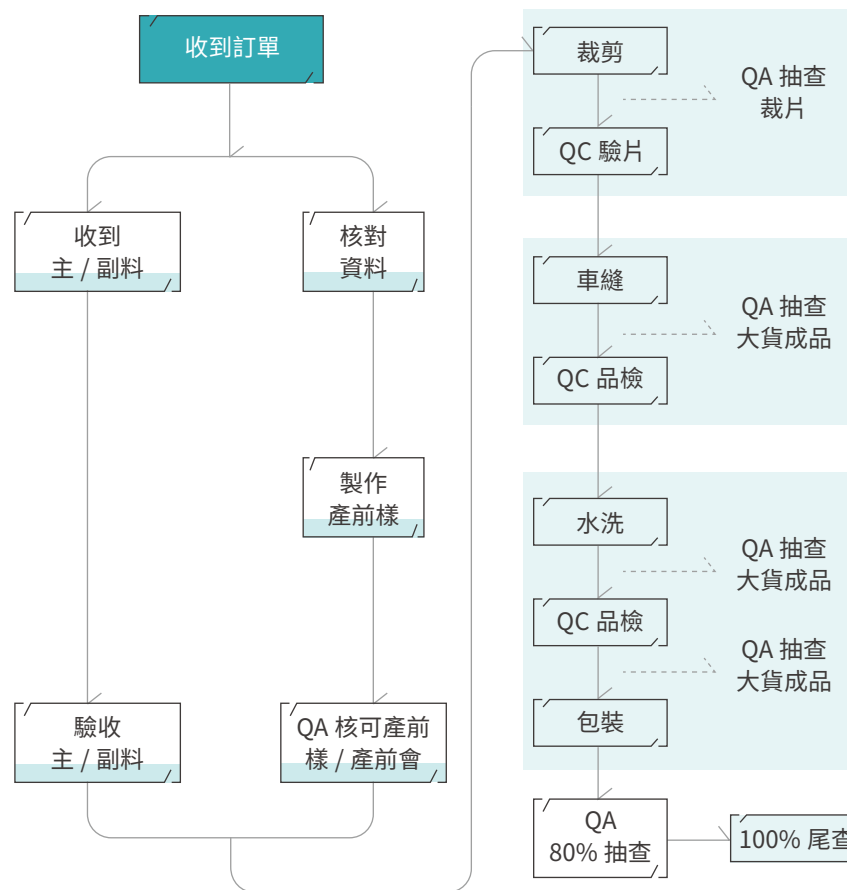 收到訂單
收到
主 / 副料
核對
資料
製作
產前樣
驗收
主 / 副料
QA 核可產前
樣 / 產前會
裁剪
QA 抽查
裁片
QC 驗片
車縫
QA 抽查
大貨成品
QC 品檢
水洗
QA 抽查
大貨成品
QC 品檢
QA 抽查
大貨成品
包裝
QA
80% 抽查
100% 尾查